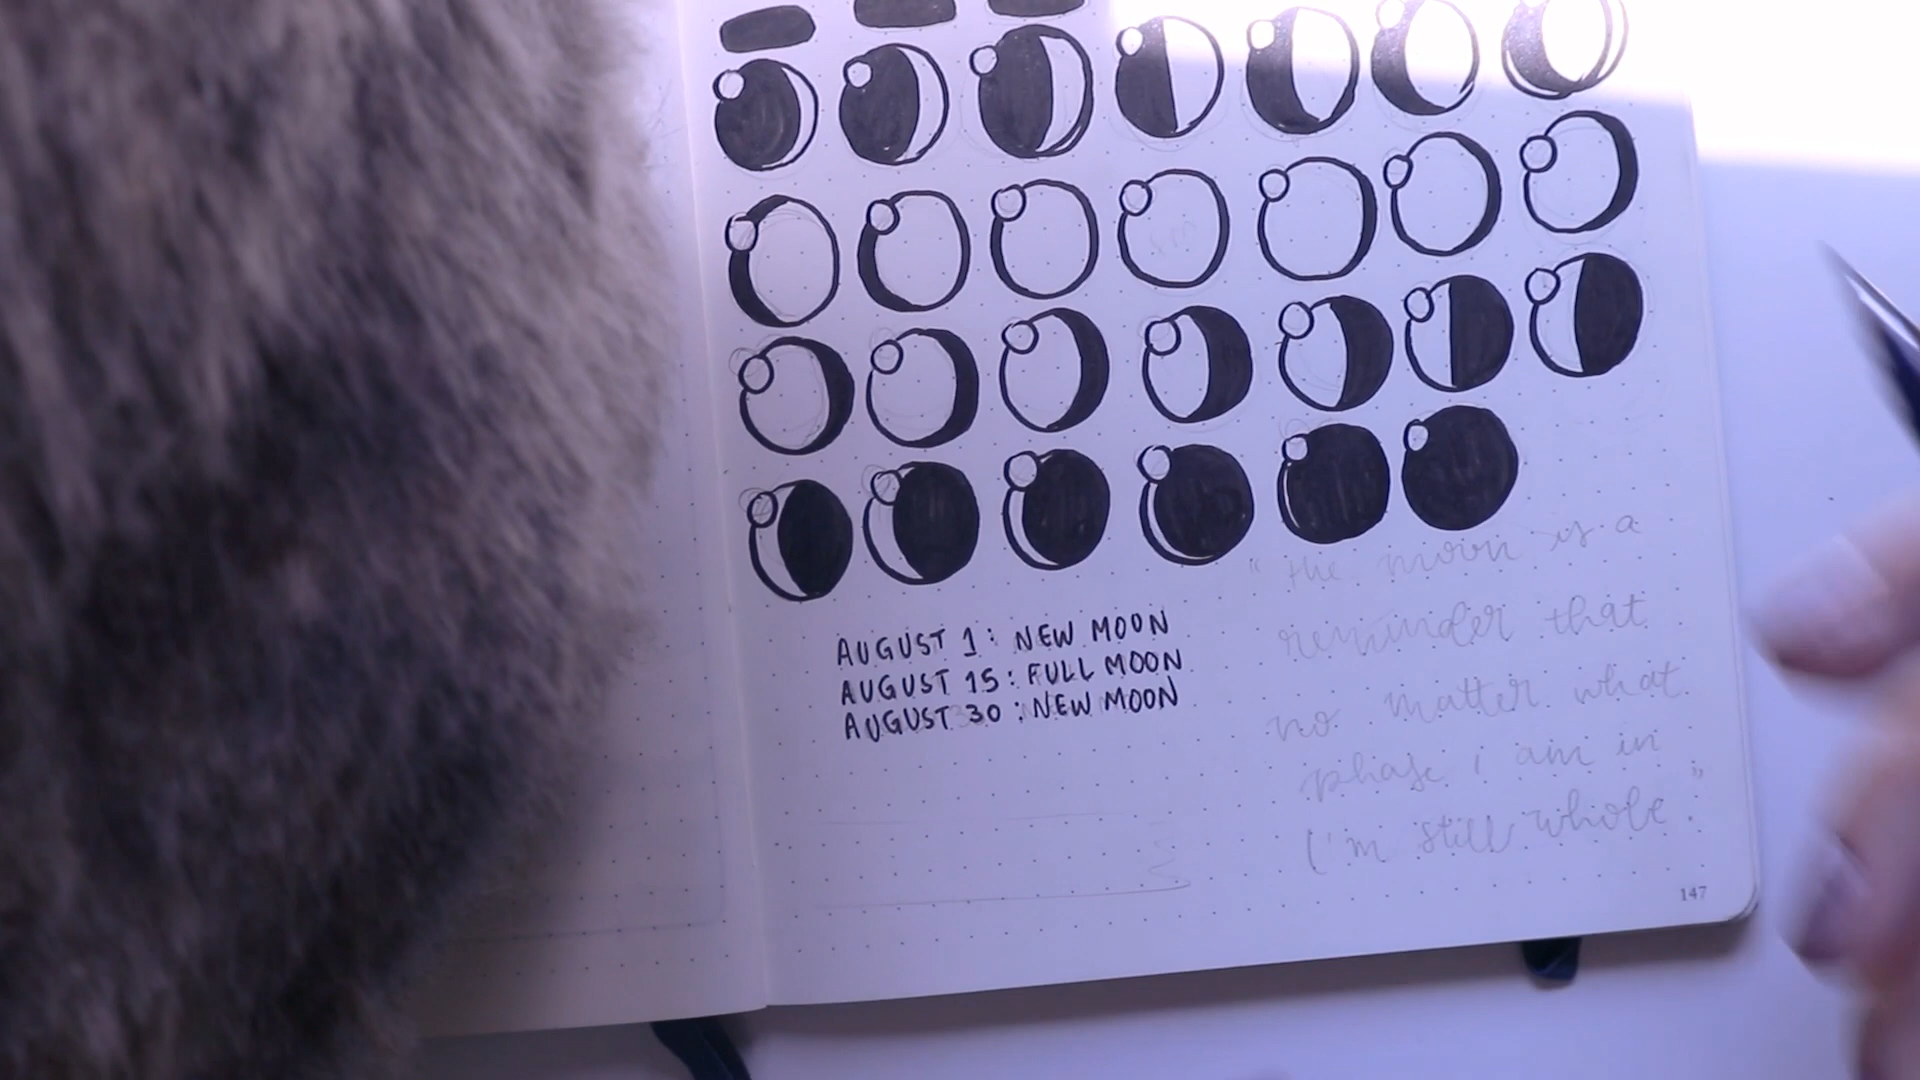 AUGUST 1: NEW MOON
AUGUST 15: FULL MOON
AUGUST 30: NEW MOON
"the moon is a
reminder that
no matter what
phase i am in
I'm still whole"
147